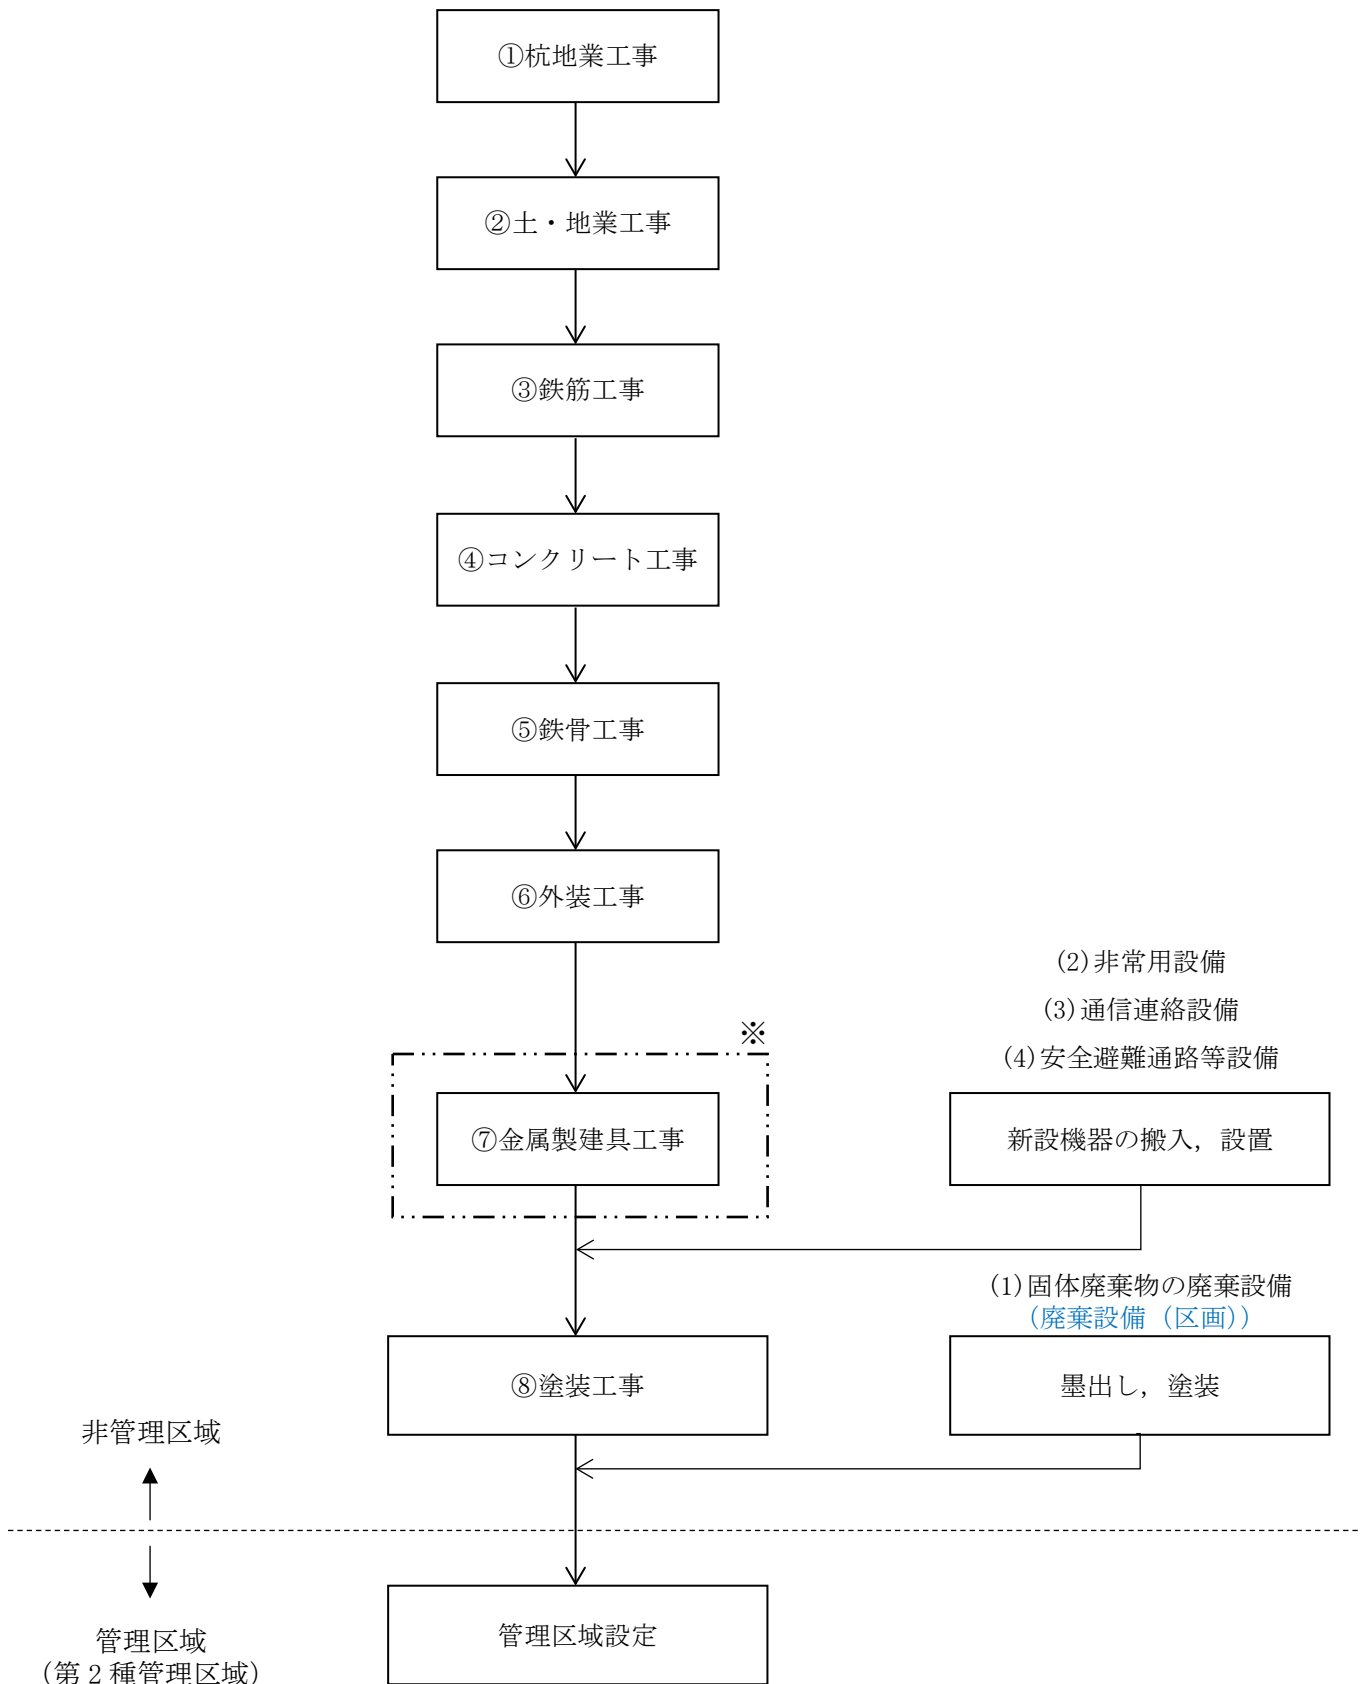 ①杭地業工事
②土・地業工事
③鉄筋工事
④コンクリート工事
⑤鉄骨工事
⑥外装工事
(2)非常用設備
(3)通信連絡設備
(4)安全避難通路等設備
※
⑦金属製建具工事
新設機器の搬入，設置
(1)固体廃棄物の廃棄設備
(廃棄設備（区画）)
⑧塗装工事
墨出し，塗装
非管理区域
管理区域設定
管理区域
(第２種管理区域)